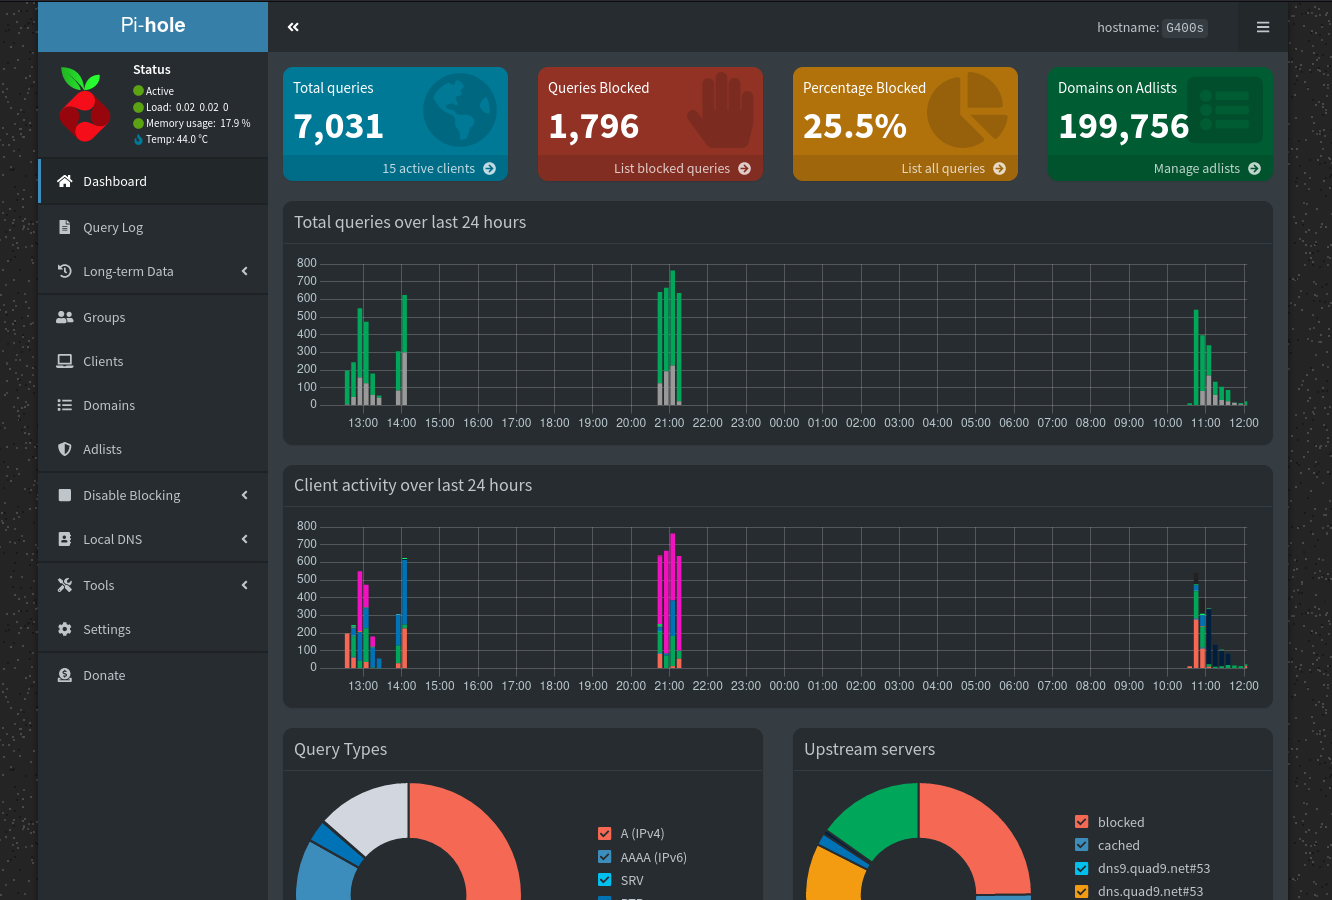 Pi-hole
hostname: G400s
Status
Active
Load: 0.02 0.02 0
Memory usage: 17.9 %
Temp: 44.0 °C
Dashboard
Query Log
Long-term Data
Groups
Clients
Domains
Adlists
Disable Blocking
Local DNS
Tools
Settings
Donate
Total queries
7,031
15 active clients
Queries Blocked
1,796
List blocked queries
Percentage Blocked
25.5%
List all queries
Domains on Adlists
199,756
Manage adlists
Total queries over last 24 hours
800
700
600
500
400
300
200
100
0
13:00 14:00 15:00 16:00 17:00 18:00 19:00 20:00 21:00 22:00 23:00 00:00 01:00 02:00 03:00 04:00 05:00 06:00 07:00 08:00 09:00 10:00 11:00 12:00
Client activity over last 24 hours
800
700
600
500
400
300
200
100
0
13:00 14:00 15:00 16:00 17:00 18:00 19:00 20:00 21:00 22:00 23:00 00:00 01:00 02:00 03:00 04:00 05:00 06:00 07:00 08:00 09:00 10:00 11:00 12:00
Query Types
A (IPv4)
AAAA (IPv6)
SRV
Upstream servers
blocked
cached
dns9.quad9.net#53
dns.quad9.net#53